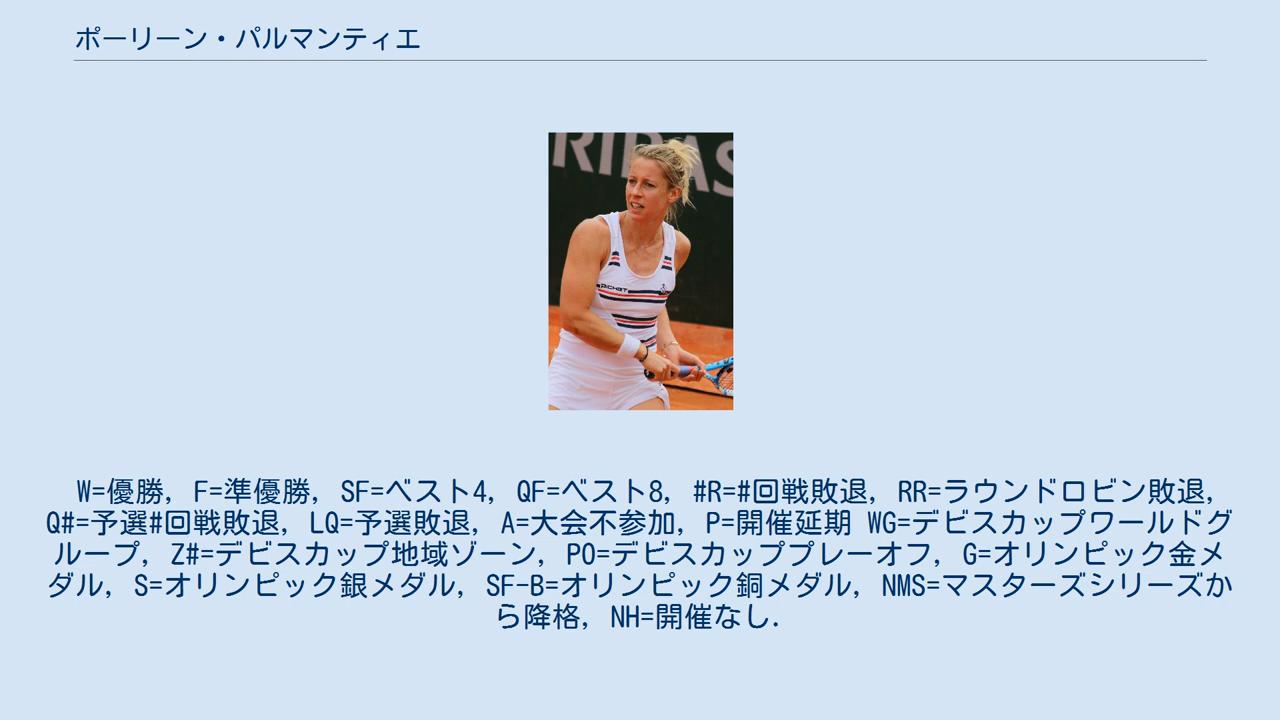 ポーリーン・パルマンティエ
RIBAS
PICHET
W=優勝, F=準優勝, SF=ベスト4, QF=ベスト8, #R=#回戦敗退, RR=ラウンドロビン敗退,
Q#=予選#回戦敗退, LQ=予選敗退, A=大会不参加, P=開催延期 WG=デビスカップワールドグ
ループ, Z#=デビスカップ地域ゾーン, PO=デビスカッププレーオフ, G=オリンピック金メ
ダル, S=オリンピック銀メダル, SF-B=オリンピック銅メダル, NMS=マスターズシリーズか
ら降格, NH=開催なし.